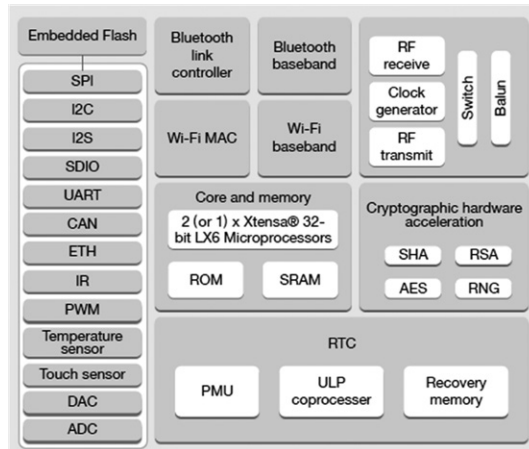 Embedded Flash
SPI
I2C
I2S
SDIO
UART
CAN
ETH
IR
PWM
Temperature
sensor
Touch sensor
DAC
ADC
Bluetooth
link
controller
Bluetooth
baseband
Wi-Fi MAC
Wi-Fi
baseband
RF
receive
Clock
generator
RF
transmit
Switch
Balun
Core and memory
2 (or 1) x Xtensa® 32-
bit LX6 Microprocessors
ROM
SRAM
Cryptographic hardware
acceleration
SHA
RSA
AES
RNG
RTC
PMU
ULP
coprocesser
Recovery
memory